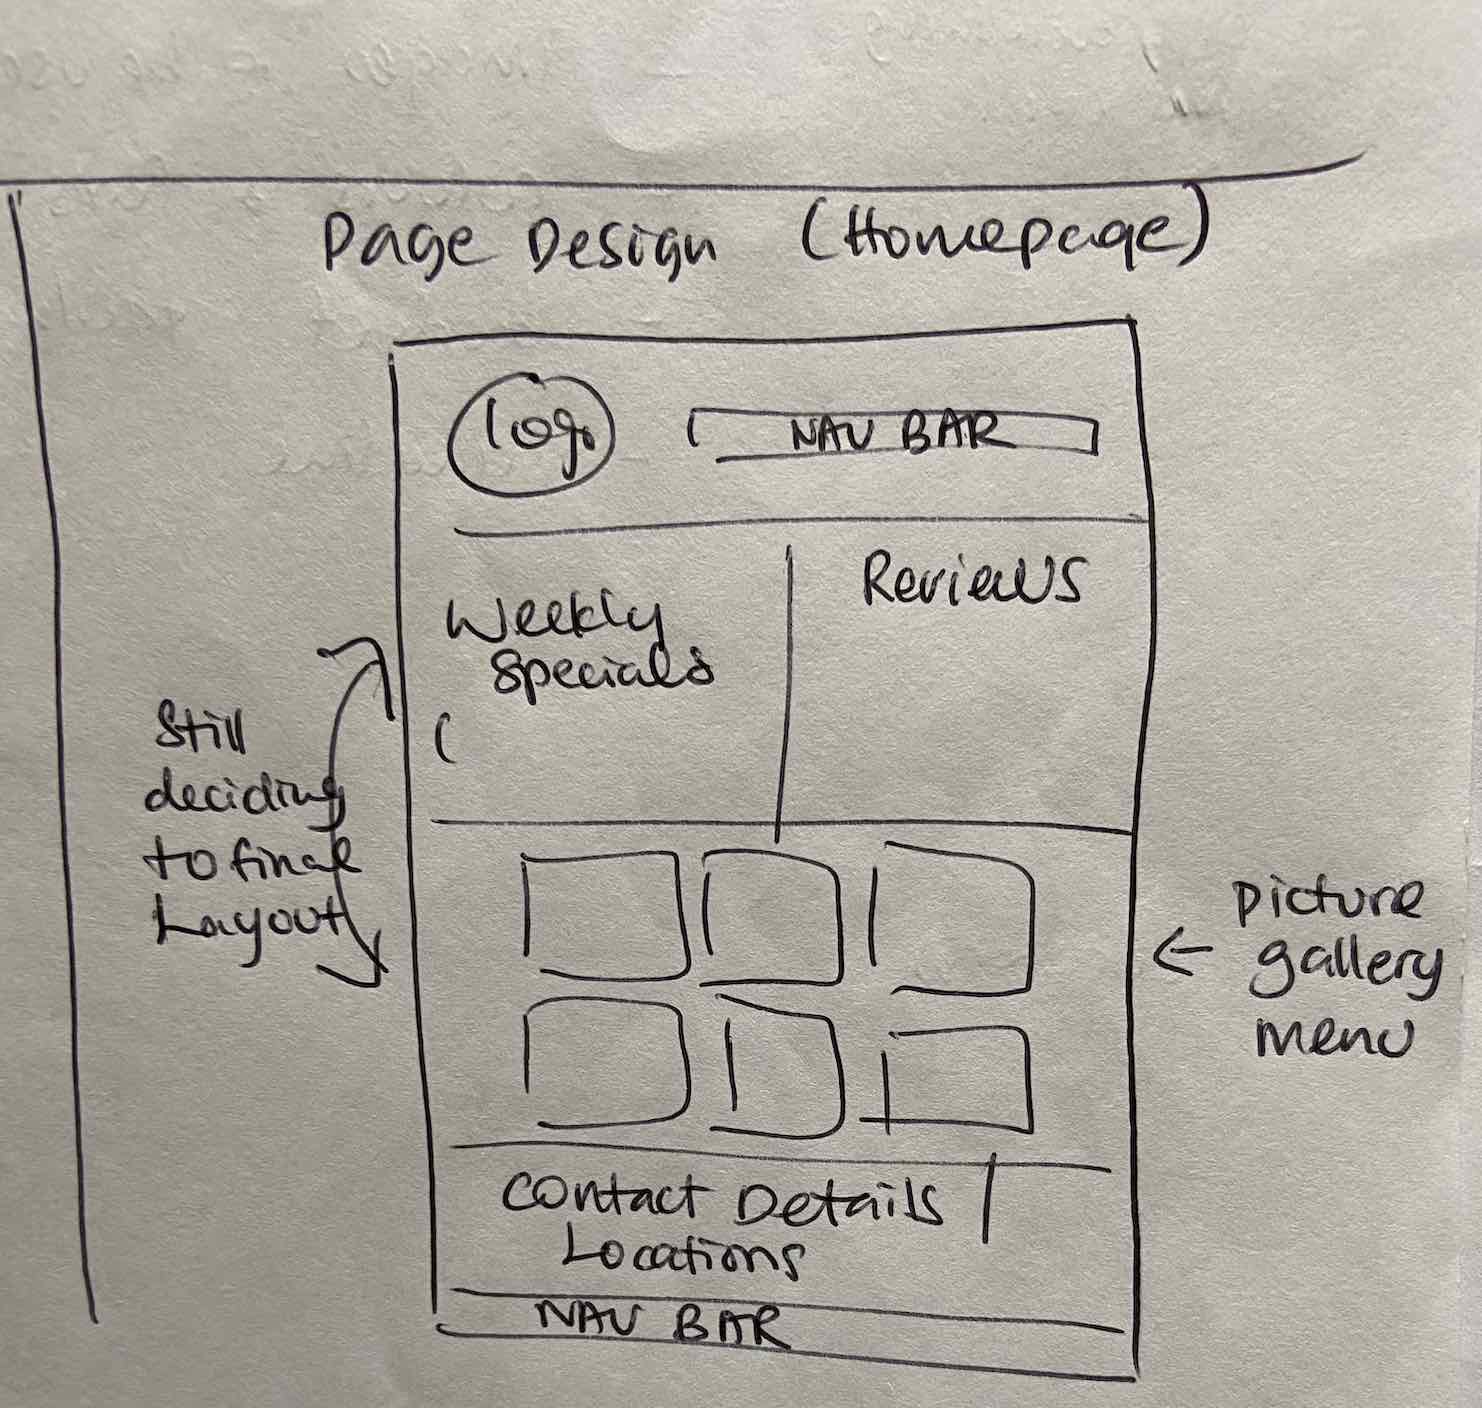 Page Design (Homepage)
logo
NAV BAR
Weekly
Specials
Reviews
Still
deciding
to final
Layout
picture
gallery
menu
Contact Details
Locations
NAV BAR